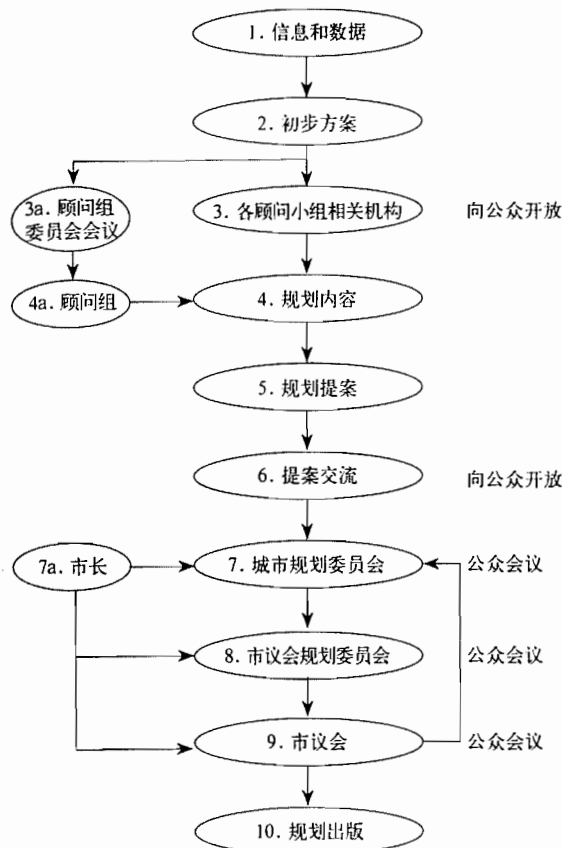 1. 信息和数据
2. 初步方案
3a. 顾问组
委员会会议
3. 各顾问小组相关机构
向公众开放
4a. 顾问组
4. 规划内容
5. 规划提案
6. 提案交流
向公众开放
7a. 市长
7. 城市规划委员会
公众会议
8. 市议会规划委员会
公众会议
9. 市议会
公众会议
10. 规划出版